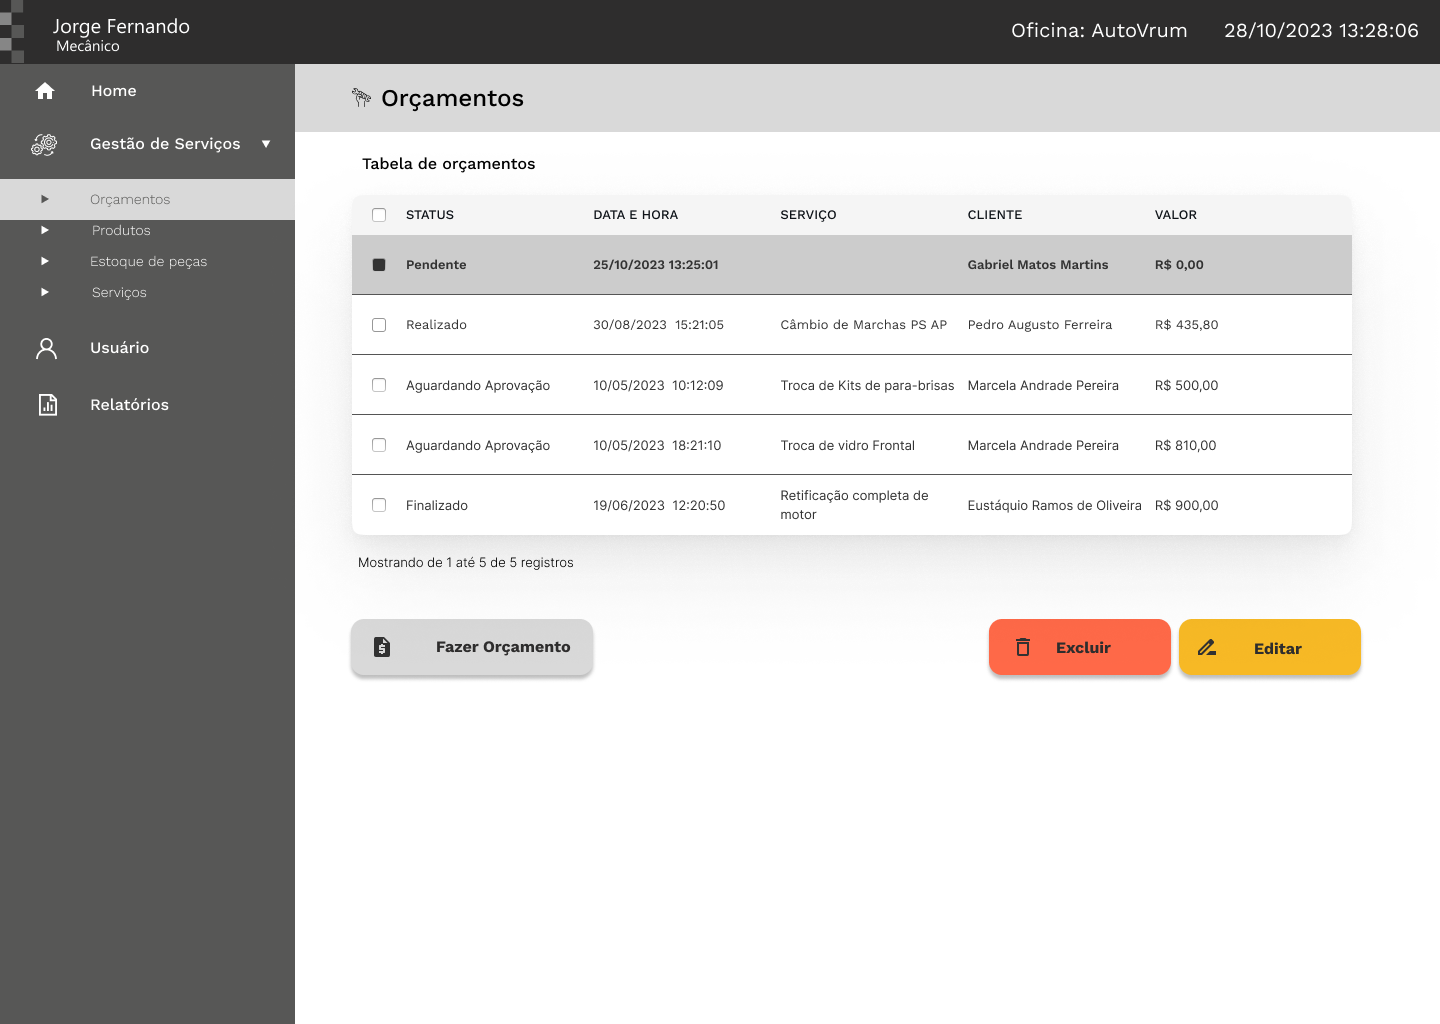 Jorge Fernando
Mecânico
Oficina: AutoVrum 28/10/2023 13:28:06
Home
Gestão de Serviços ▼
Orçamentos
Produtos
Estoque de peças
Serviços
Usuário
Relatórios
Orçamentos
Tabela de orçamentos
STATUS DATA E HORA SERVIÇO CLIENTE VALOR
Pendente 25/10/2023 13:25:01 Gabriel Matos Martins R$ 0,00
Realizado 30/08/2023 15:21:05 Câmbio de Marchas PS AP Pedro Augusto Ferreira R$ 435,80
Aguardando Aprovação 10/05/2023 10:12:09 Troca de Kits de para-brisas Marcela Andrade Pereira R$ 500,00
Aguardando Aprovação 10/05/2023 18:21:10 Troca de vidro Frontal Marcela Andrade Pereira R$ 810,00
Finalizado 19/06/2023 12:20:50 Retificação completa de
motor Eustáquio Ramos de Oliveira R$ 900,00
Mostrando de 1 até 5 de 5 registros
Fazer Orçamento Excluir Editar